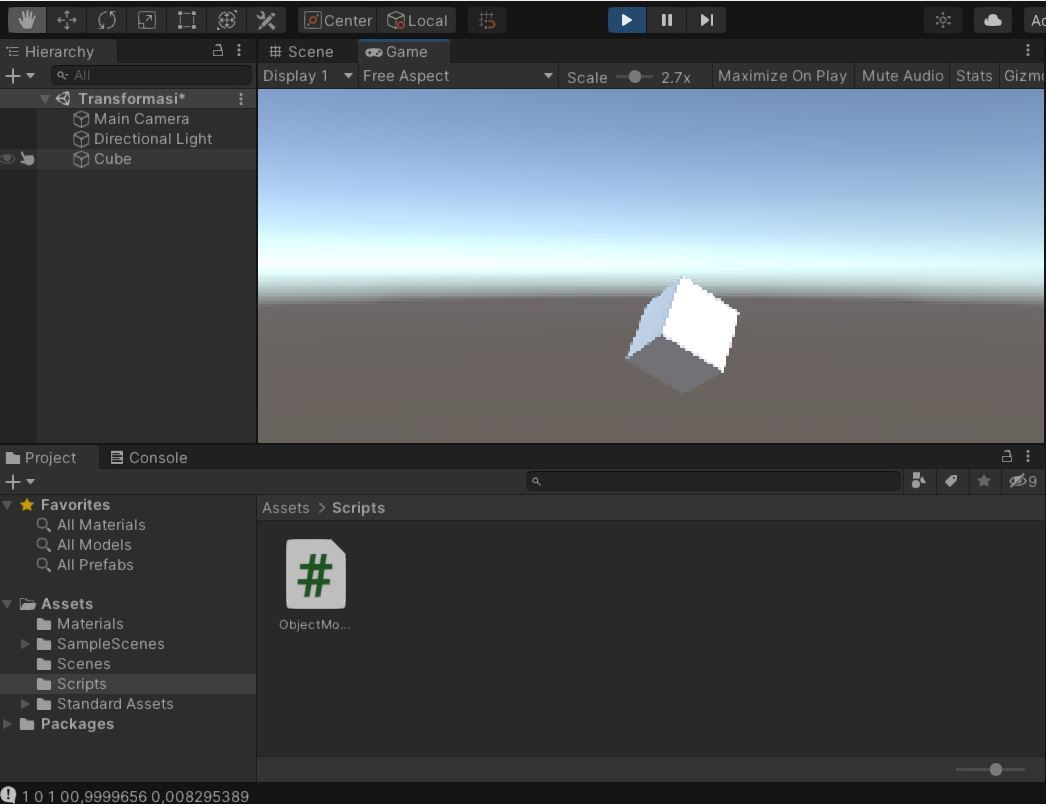 Center Local
Hierarchy
Scene Game
All
Display 1 Free Aspect Scale 2.7x Maximize On Play Mute Audio Stats Gizmo
Transformasi*
Main Camera
Directional Light
Cube
Project Console
9
Favorites
All Materials
All Models
All Prefabs
Assets > Scripts
#
ObjectMo...
Assets
Materials
SampleScenes
Scenes
Scripts
Standard Assets
Packages
1 0 1 00,9999656 0,008295389